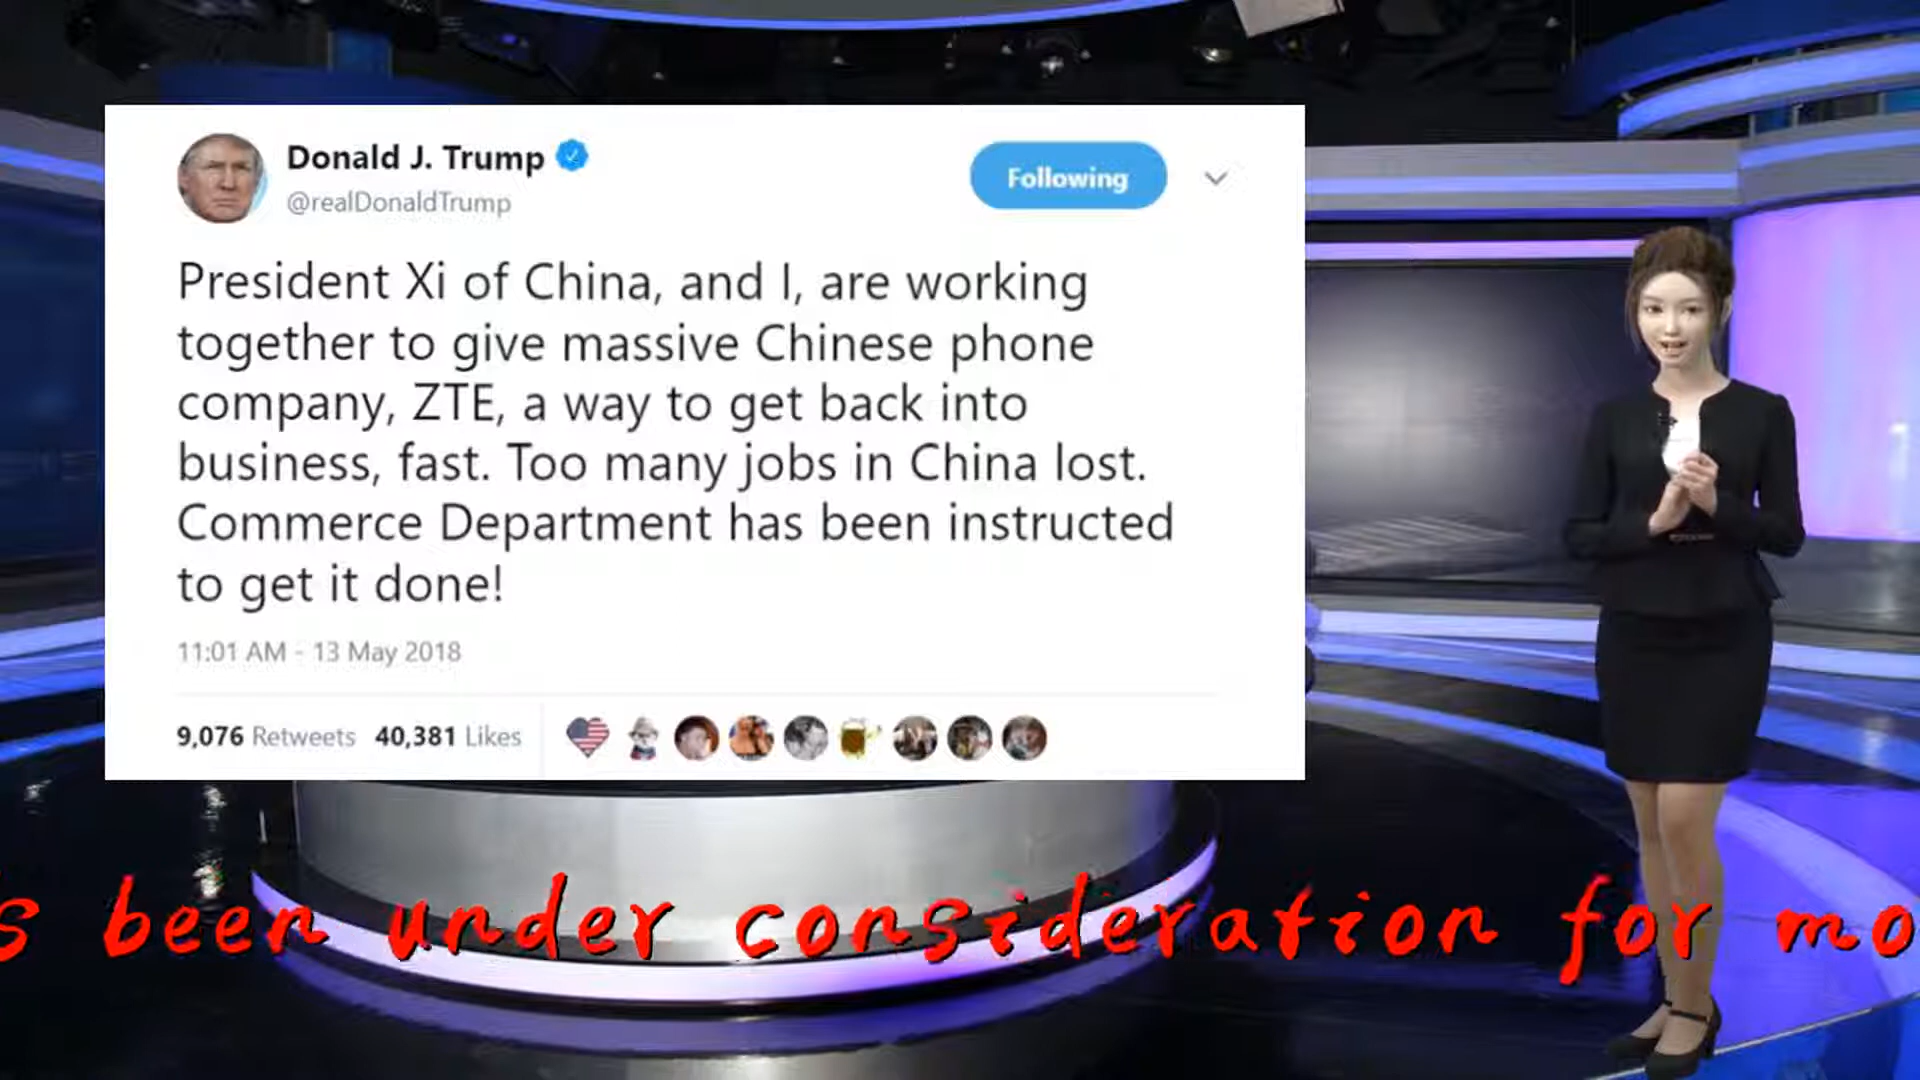 Donald J. Trump
@realDonaldTrump
Following
President Xi of China, and I, are working
together to give massive Chinese phone
company, ZTE, a way to get back into
business, fast. Too many jobs in China lost.
Commerce Department has been instructed
to get it done!
11:01 AM - 13 May 2018
9,076 Retweets 40,381 Likes
s been under consideration for mo